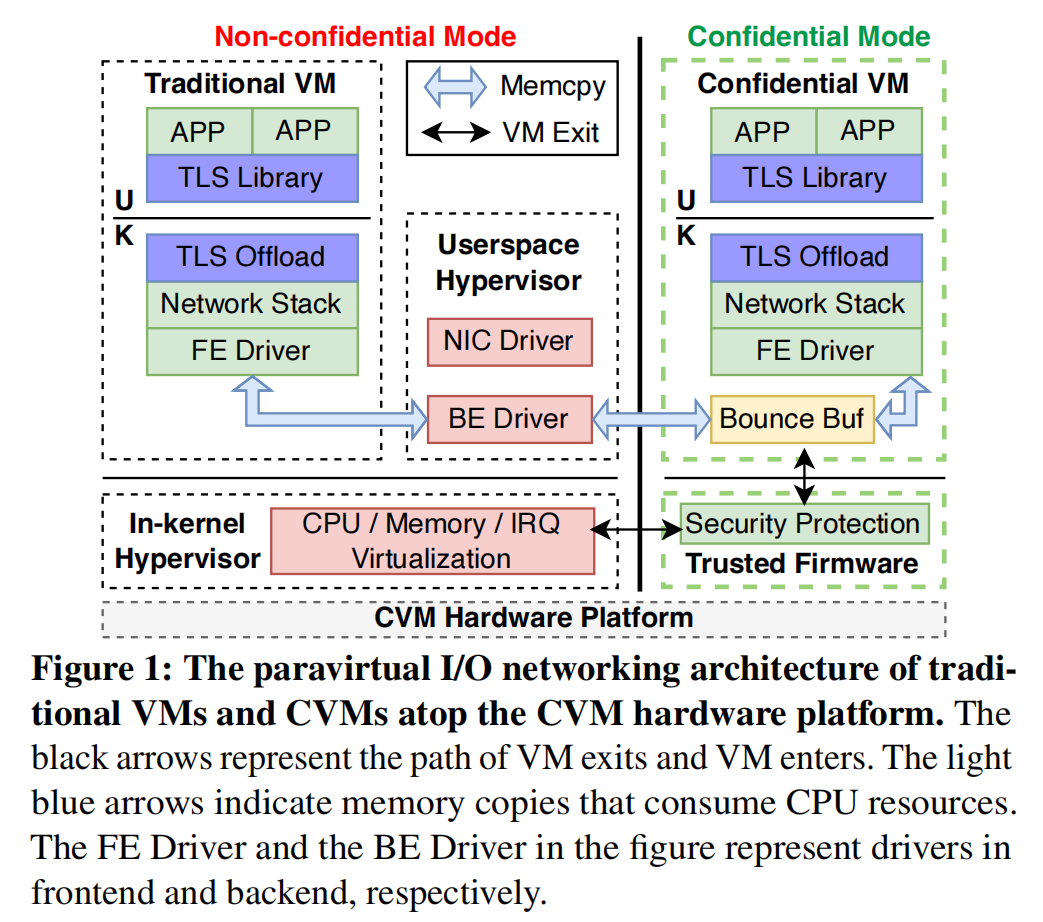 Non-confidential Mode
Confidential Mode
Traditional VM
APP
APP
TLS Library
U
K
TLS Offload
Network Stack
FE Driver
Memcpy
VM Exit
Userspace
Hypervisor
NIC Driver
BE Driver
Confidential VM
APP
APP
TLS Library
U
K
TLS Offload
Network Stack
FE Driver
Bounce Buf
In-kernel
Hypervisor
CPU / Memory / IRQ
Virtualization
Security Protection
Trusted Firmware
CVM Hardware Platform
Figure 1: The paravirtual I/O networking architecture of tradi-
tional VMs and CVMs atop the CVM hardware platform. The
black arrows represent the path of VM exits and VM enters. The light
blue arrows indicate memory copies that consume CPU resources.
The FE Driver and the BE Driver in the figure represent drivers in
frontend and backend, respectively.